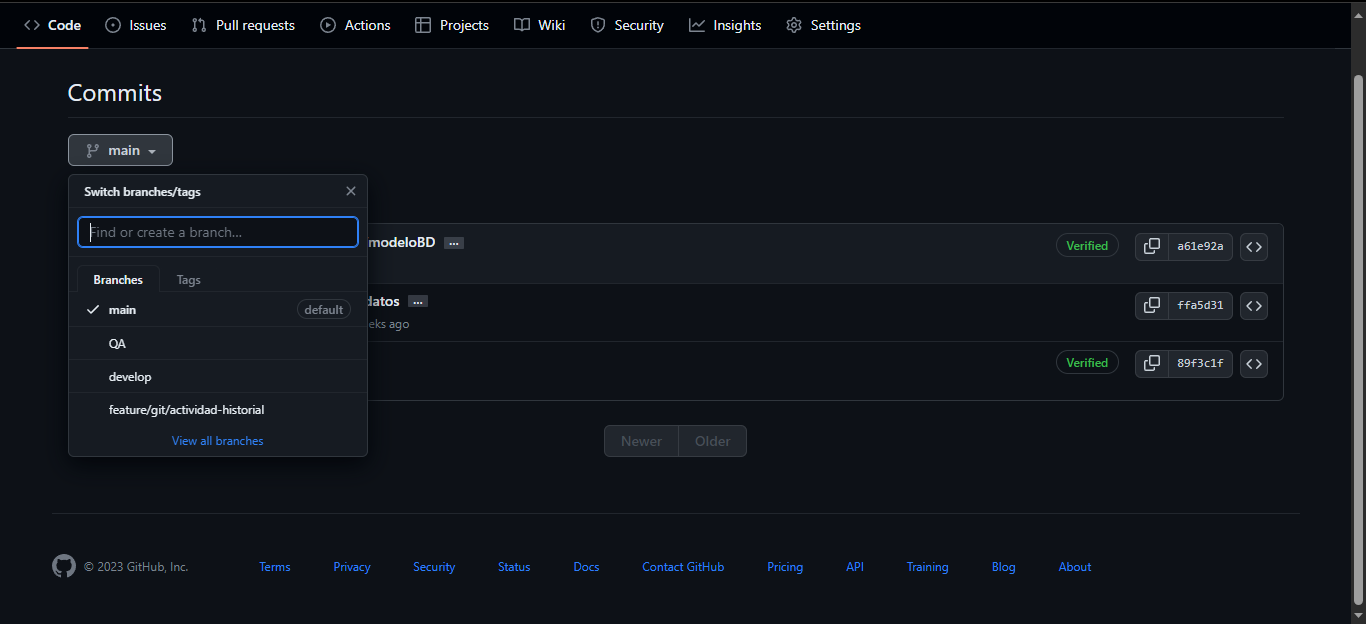 Code Issues Pull requests Actions Projects Wiki Security Insights Settings
Commits
main
Switch branches/tags
Find or create a branch...
Branches Tags
main default
QA
develop
feature/git/actividad-historial
View all branches
modeloBD ...
Verified a61e92a
datos ...
ago
ffa5d31
Verified 89f3c1f
Newer Older
© 2023 GitHub, Inc. Terms Privacy Security Status Docs Contact GitHub Pricing API Training Blog About